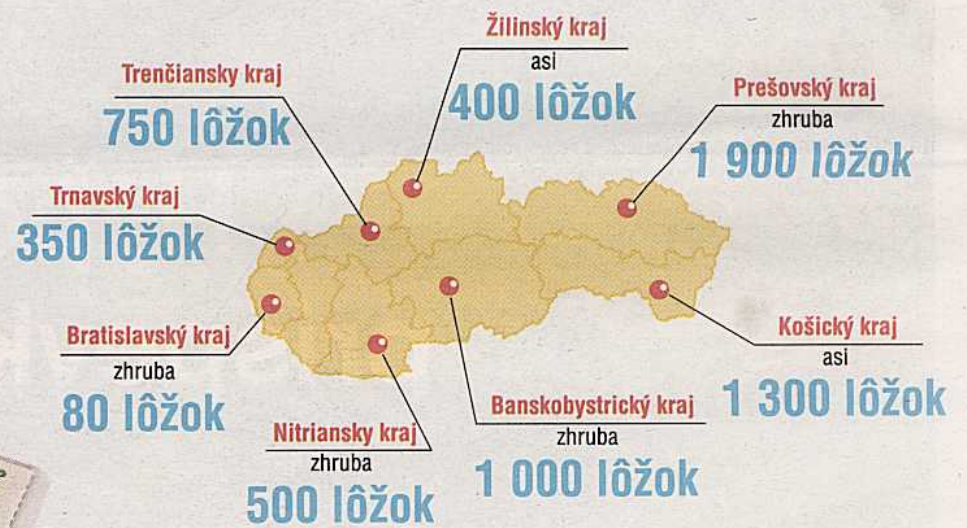 Žilinský kraj
asi
400 lôžok
Trenčiansky kraj
750 lôžok
Prešovský kraj
zhruba
1 900 lôžok
Trnavský kraj
350 lôžok
Bratislavský kraj
zhruba
80 lôžok
Nitriansky kraj
zhruba
500 lôžok
Banskobystrický kraj
zhruba
1 000 lôžok
Košický kraj
asi
1 300 lôžok